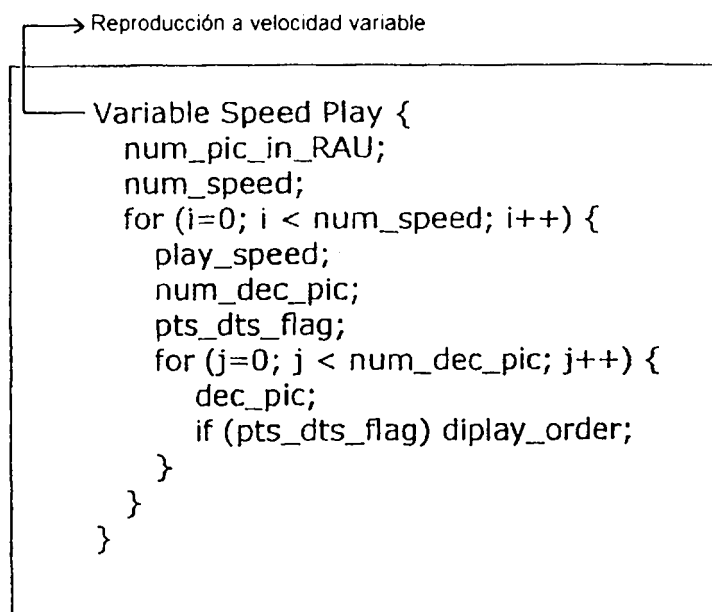 Reproducción a velocidad variable
Variable Speed Play {
num_pic_in_RAU;
num_speed;
for (i=0; i < num_speed; i++) {
play_speed;
num_dec_pic;
pts_dts_flag;
for (j=0; j < num_dec_pic; j++) {
dec_pic;
if (pts_dts_flag) diplay_order;
}
}
}